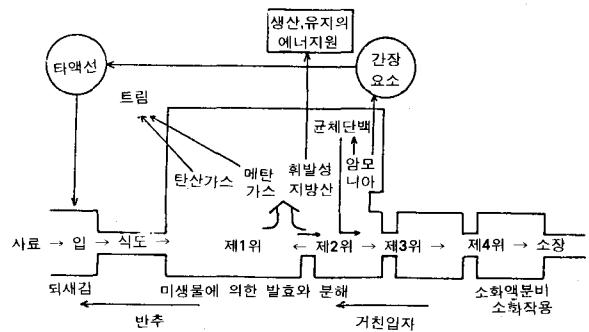 생산,유지의
에너지원
타액선
간장
요소
트림
균체단백
탄산가스
메탄
가스
휘발성
지방산
암모
니아
사료 → 입 → 식도 → 제1위 ← 제2위 → 제3위 → 제4위 → 소장
되새김
미생물에 의한 발효와 분해
소화액분비
소화작용
반추
거친입자